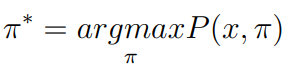 π* = argmaxP(x, π)
π